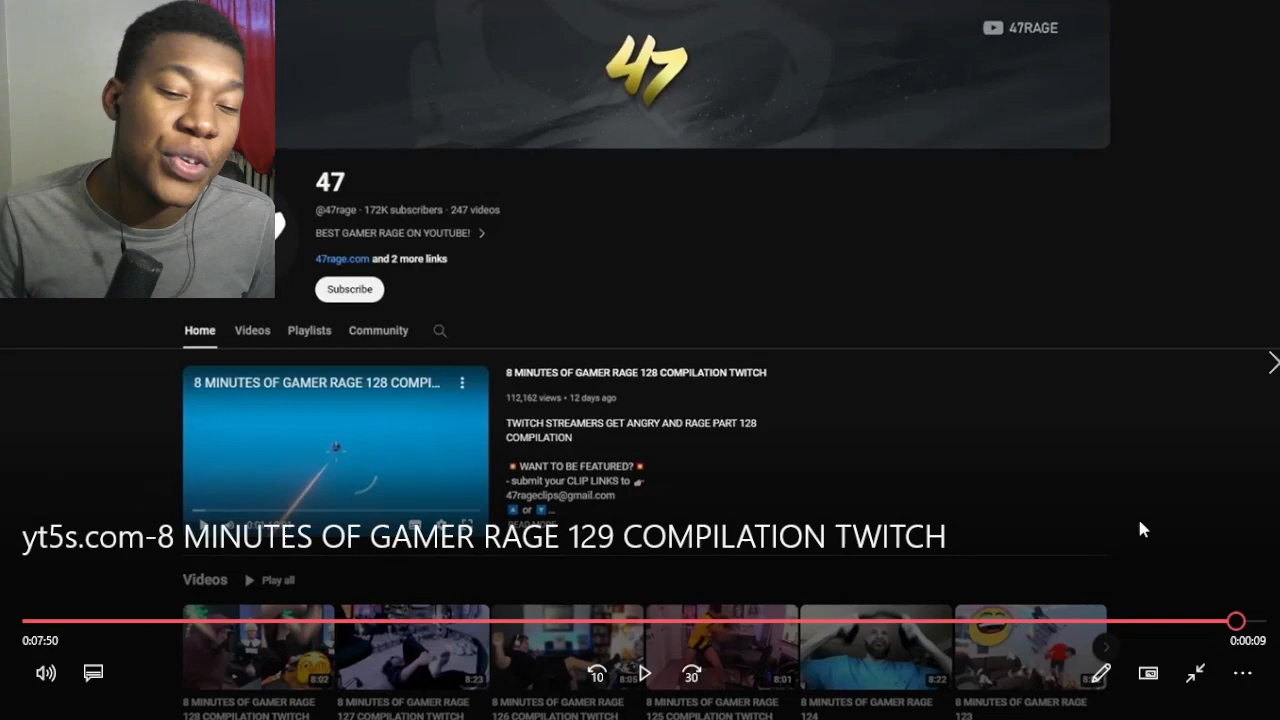 47
47RAGE
47
@47rage · 172K subscribers · 247 videos
BEST GAMER RAGE ON YOUTUBE!
47rage.com and 2 more links
Subscribe
Home Videos Playlists Community
8 MINUTES OF GAMER RAGE 128 COMPI...
8 MINUTES OF GAMER RAGE 128 COMPILATION TWITCH
112,162 views • 12 days ago
TWITCH STREAMERS GET ANGRY AND RAGE PART 128
COMPILATION
WANT TO BE FEATURED?
- submit your CLIP LINKS to
47rageclips@gmail.com
or ...
READ MORE
yt5s.com-8 MINUTES OF GAMER RAGE 129 COMPILATION TWITCH
Videos Play all
0:07:50 0:00:09
8:02 8:23 8:05 8:01 8:22
10 30
8 MINUTES OF GAMER RAGE 8 MINUTES OF GAMER RAGE 8 MINUTES OF GAMER RAGE 8 MINUTES OF GAMER RAGE 8 MINUTES OF GAMER RAGE 8 MINUTES OF GAMER RAGE
128 COMPILATION TWITCH 127 COMPILATION TWITCH 126 COMPILATION TWITCH 125 COMPILATION TWITCH 124 123